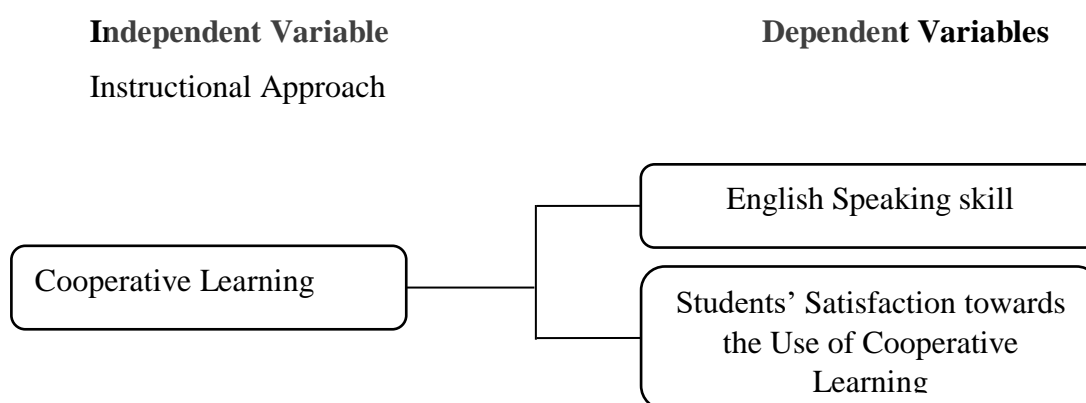 Independent Variable
Dependent Variables
Instructional Approach
English Speaking skill
Cooperative Learning
Students’ Satisfaction towards
the Use of Cooperative
Learning